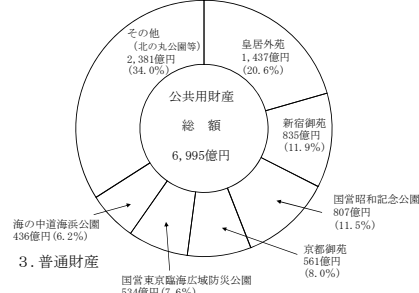 その他
（北の丸公園等）
2,381億円
(34.0%)
皇居外苑
1,437億円
(20.6%)
公共用財産
総　額
6,995億円
新宿御苑
835億円
(11.9%)
国営昭和記念公園
807億円
(11.5%)
京都御苑
561億円
(8.0%)
国営東京臨海広域防災公園
534億円(7.6%)
海の中道海浜公園
436億円(6.2%)
3．普通財産